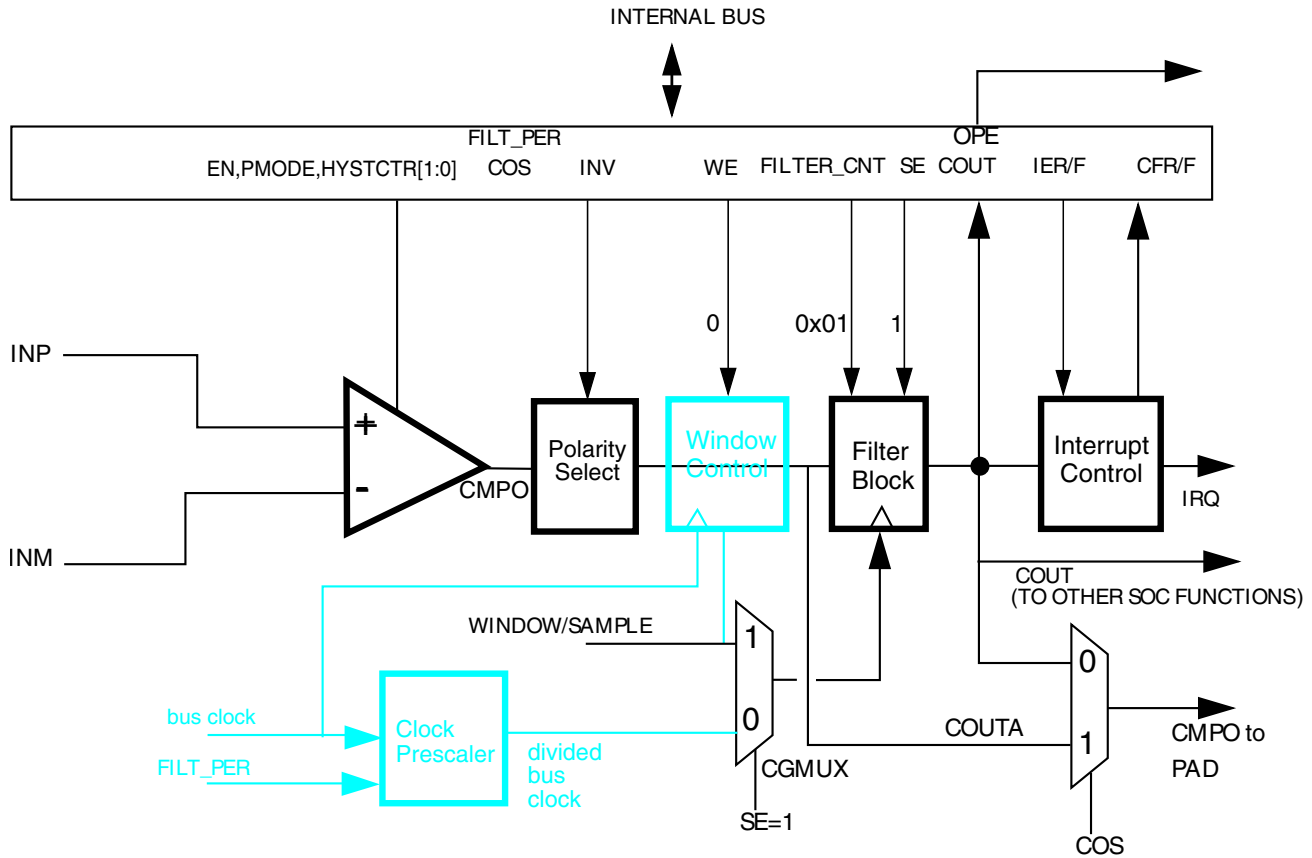 INTERNAL BUS
FILT_PER
OPE
EN,PMODE,HYSTCTR[1:0]
COS
INV
WE
FILTER_CNT
SE
COUT
IER/F
CFR/F
0
0x01
1
INP
+
-
INM
CMPO
Polarity
Select
Window
Control
Filter
Block
Interrupt
Control
IRQ
COUT
(TO OTHER SOC FUNCTIONS)
WINDOW/SAMPLE
1
0
CGMUX
SE=1
bus clock
FILT_PER
Clock
Prescaler
divided
bus
clock
COUTA
0
1
CMPO to
PAD
COS